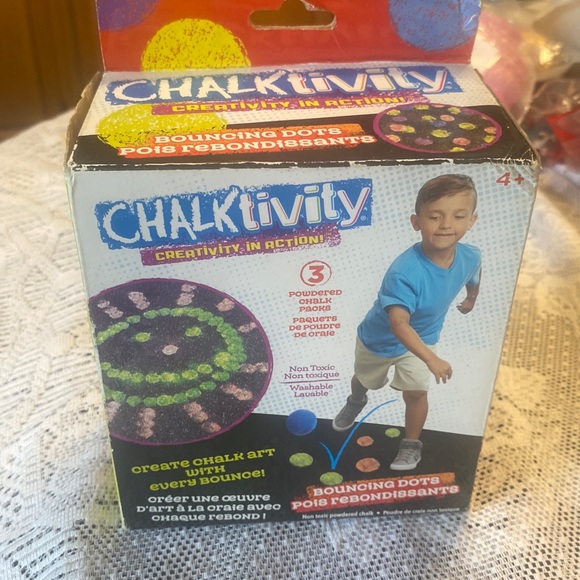 CHALKtivity
CREATIVITY IN ACTION!
BOUNCING DOTS
POIS REBONDISSANTS
4+
CHALKtivity
CREATIVITY IN ACTION!
3
POWDERED
CHALK
PACKS
PAQUETS
DE POUDRE
DE CRAIE
Non Toxic
Non toxique
Washable
Lavable
CREATE CHALK ART
WITH
EVERY BOUNCE!
CRÉER UNE ŒUVRE
D'ART À LA CRAIE AVEC
CHAQUE REBOND !
BOUNCING DOTS
POIS REBONDISSANTS
Non toxic powdered chalk • Poudre de craie non toxique